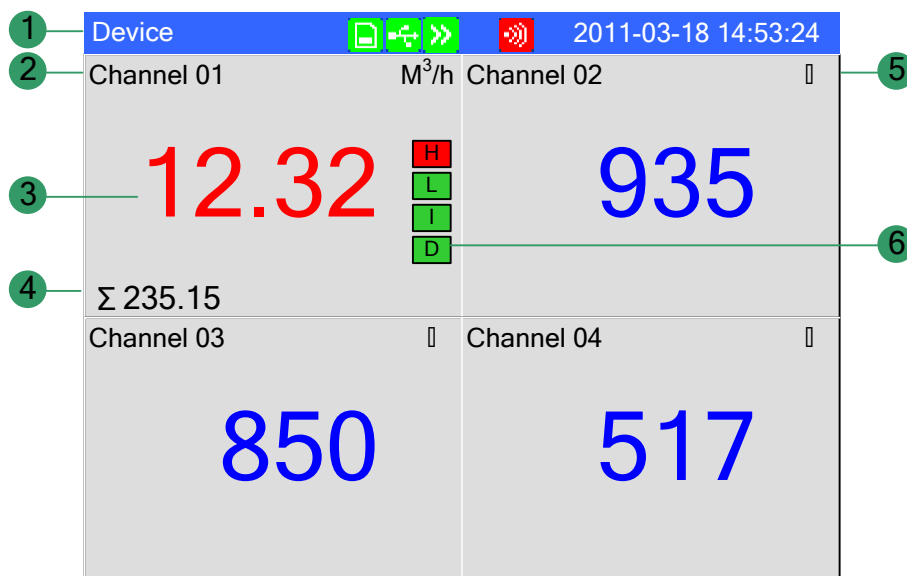 1 Device 2011-03-18 14:53:24
2 Channel 01 M³/h Channel 02 5
3 12.32 H 935
L
I
D 6
4 Σ 235.15
Channel 03 Channel 04
850 517